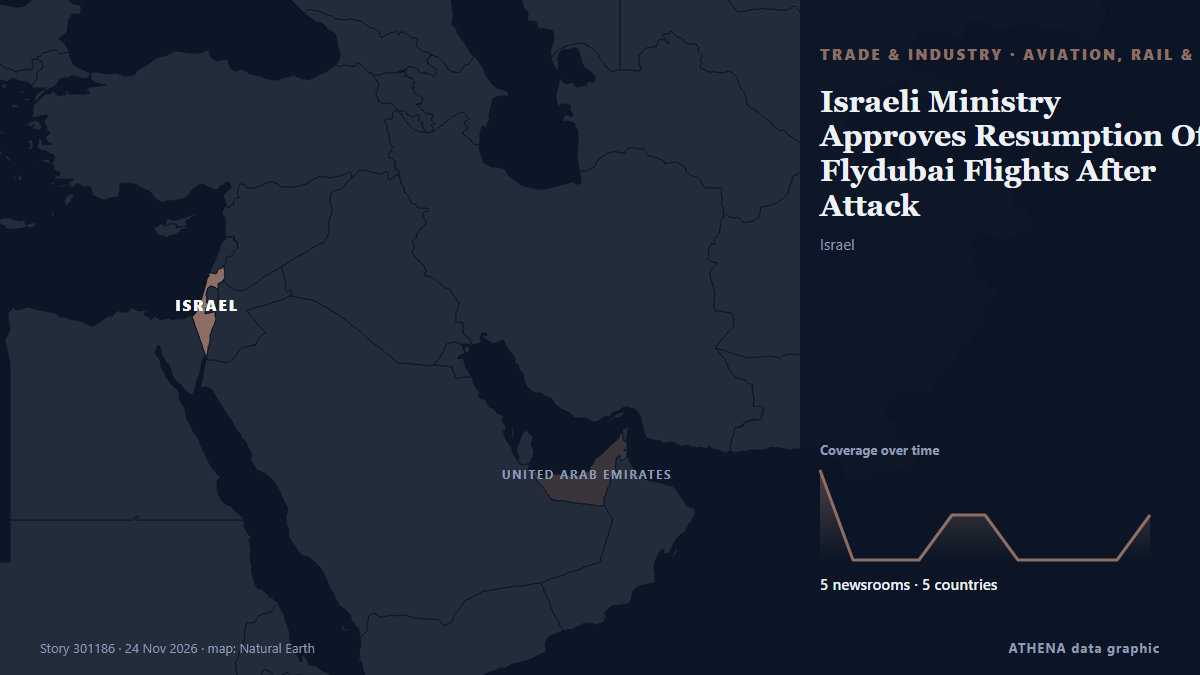 TRADE & INDUSTRY · AVIATION, RAIL &
Israeli Ministry
Approves Resumption Of
Flydubai Flights After
Attack
Israel
ISRAEL
UNITED ARAB EMIRATES
Coverage over time
5 newsrooms · 5 countries
Story 301186 · 24 Nov 2026 · map: Natural Earth
ATHENA data graphic